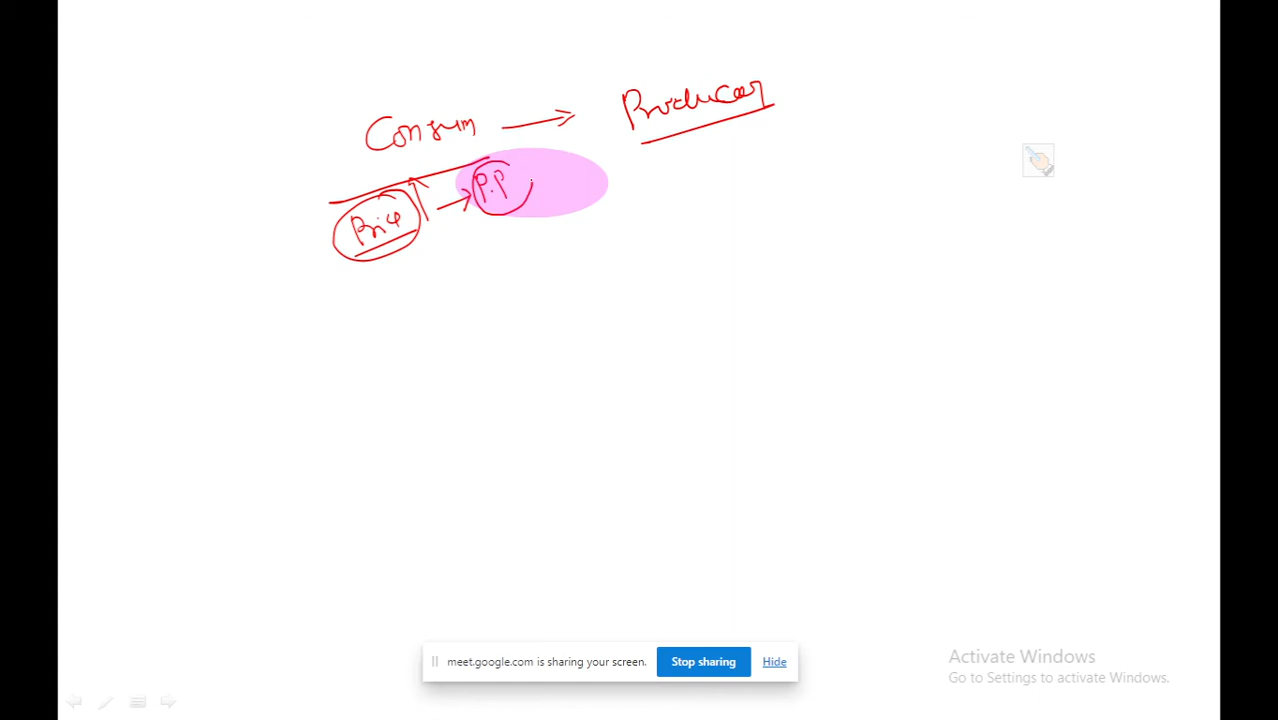 Consum → Producer
Price ↑ → P.P
meet.google.com is sharing your screen. Stop sharing Hide
Activate Windows
Go to Settings to activate Windows.